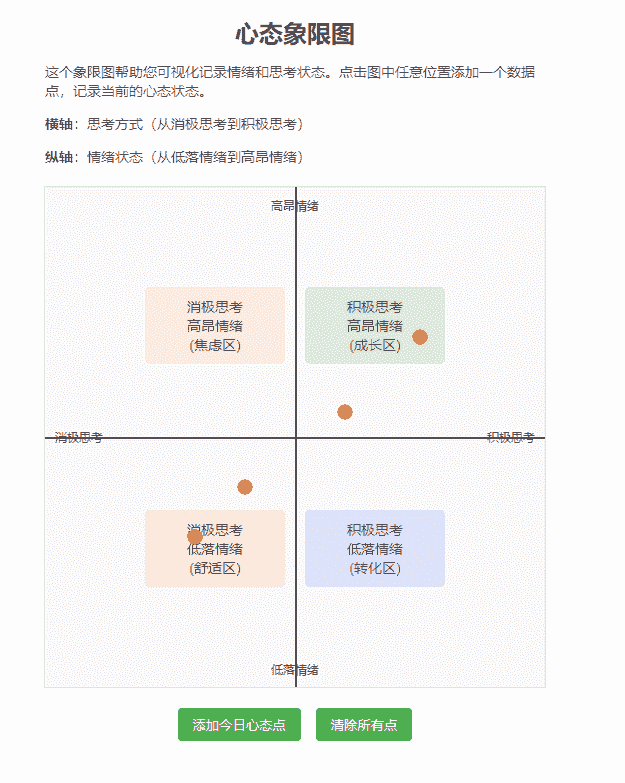 心态象限图
这个象限图帮助您可视化记录情绪和思考状态。点击图中任意位置添加一个数据
点，记录当前的心态状态。
横轴：思考方式（从消极思考到积极思考）
纵轴：情绪状态（从低落情绪到高昂情绪）
高昂情绪
消极思考
高昂情绪
(焦虑区)
积极思考
高昂情绪
(成长区)
消极思考
积极思考
消极思考
低落情绪
(舒适区)
积极思考
低落情绪
(转化区)
低落情绪
添加今日心态点
清除所有点